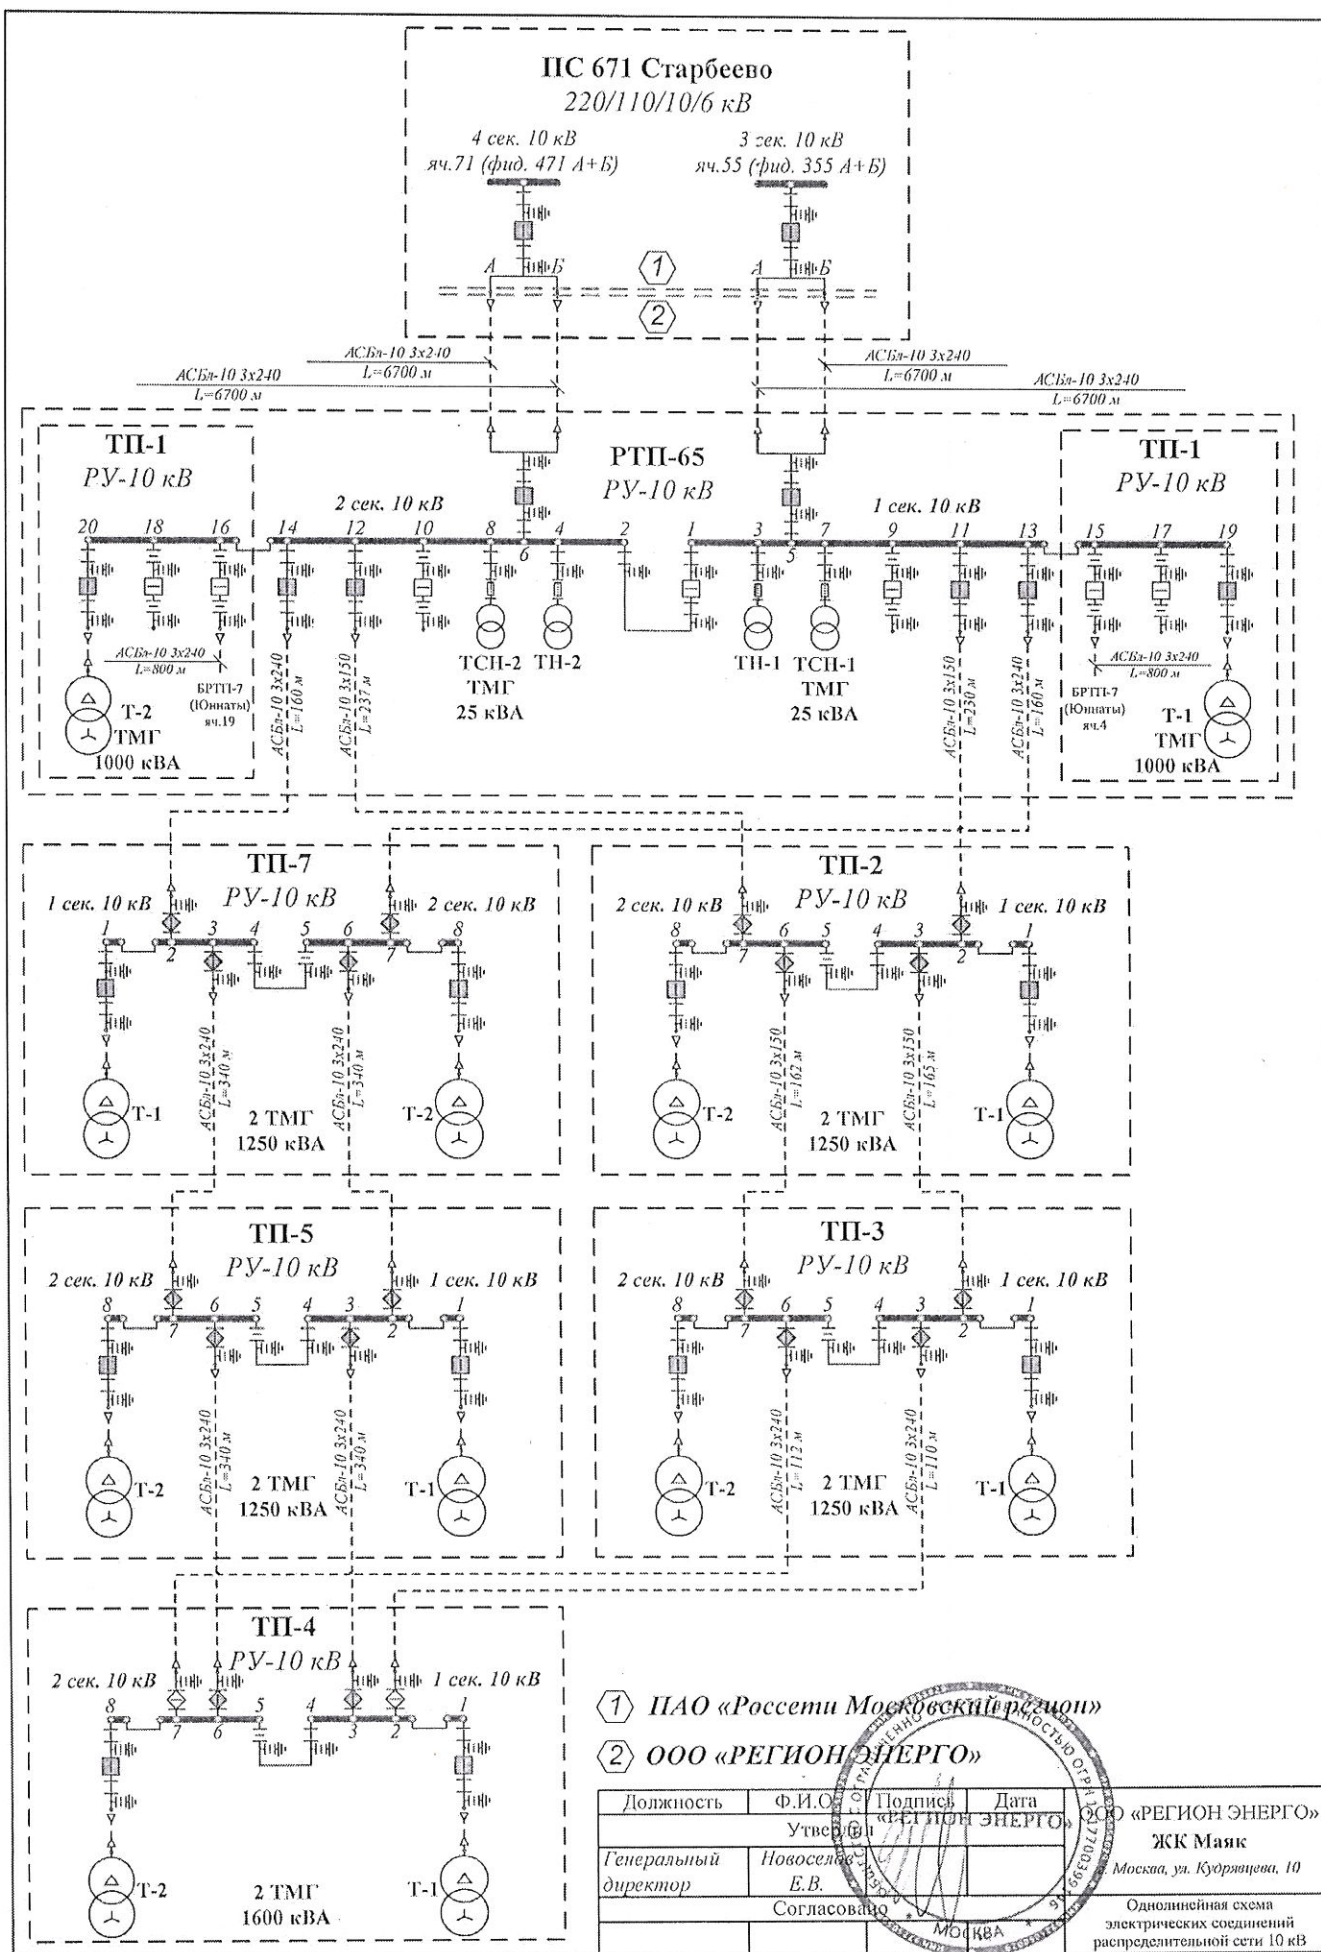 ПС 671 Старбеево
220/110/10/6 кВ
4 сек. 10 кВ
яч.71 (фид. 471 А+Б)
3 сек. 10 кВ
яч.55 (фид. 355 А+Б)
А Б
1
А Б
2
АСБл-10 3х240
L=6700 м
АСБл-10 3х240
L=6700 м
АСБл-10 3х240
L=6700 м
АСБл-10 3х240
L=6700 м
ТП-1
РУ-10 кВ
РТП-65
РУ-10 кВ
ТП-1
РУ-10 кВ
2 сек. 10 кВ
1 сек. 10 кВ
20 18 16 14 12 10 8 6 4 2 1 3 5 7 9 11 13 15 17 19
АСБл-10 3х240
L=800 м
БРТП-7
(Юннаты)
яч.19
Т-2
ТМГ
1000 кВА
АСБл-10 3х240
L=160 м
АСБл-10 3х150
L=237 м
ТСН-2
ТМГ
25 кВА
ТН-2
ТН-1
ТСН-1
ТМГ
25 кВА
АСБл-10 3х150
L=230 м
АСБл-10 3х240
L=160 м
АСБл-10 3х240
L=800 м
БРТП-7
(Юннаты)
яч.4
Т-1
ТМГ
1000 кВА
ТП-7
РУ-10 кВ
1 сек. 10 кВ
2 сек. 10 кВ
1 2 3 4 5 6 7 8
АСБл-10 3х240
L=340 м
АСБл-10 3х240
L=340 м
Т-1
2 ТМГ
1250 кВА
Т-2
ТП-2
РУ-10 кВ
2 сек. 10 кВ
1 сек. 10 кВ
8 7 6 5 4 3 2 1
АСБл-10 3х150
L=162 м
АСБл-10 3х150
L=165 м
Т-2
2 ТМГ
1250 кВА
Т-1
ТП-5
РУ-10 кВ
2 сек. 10 кВ
1 сек. 10 кВ
8 7 6 5 4 3 2 1
АСБл-10 3х240
L=340 м
АСБл-10 3х240
L=340 м
Т-2
2 ТМГ
1250 кВА
Т-1
ТП-3
РУ-10 кВ
2 сек. 10 кВ
1 сек. 10 кВ
8 7 6 5 4 3 2 1
АСБл-10 3х240
L=112 м
АСБл-10 3х240
L=110 м
Т-2
2 ТМГ
1250 кВА
Т-1
ТП-4
РУ-10 кВ
2 сек. 10 кВ
1 сек. 10 кВ
8 7 6 5 4 3 2 1
Т-2
2 ТМГ
1600 кВА
Т-1
1 ПАО «Россети Московский регион»
2 ООО «РЕГИОН ЭНЕРГО»
Должность Ф.И.О. Подпись Дата
Утвердил
Генеральный директор
Новоселов Е.В.
Согласовано
ООО «РЕГИОН ЭНЕРГО»
ЖК Маяк
г. Москва, ул. Кудрявцева, 10
Однолинейная схема
электрических соединений
распределительной сети 10 кВ
«РЕГИОН ЭНЕРГО»
МОСКВА